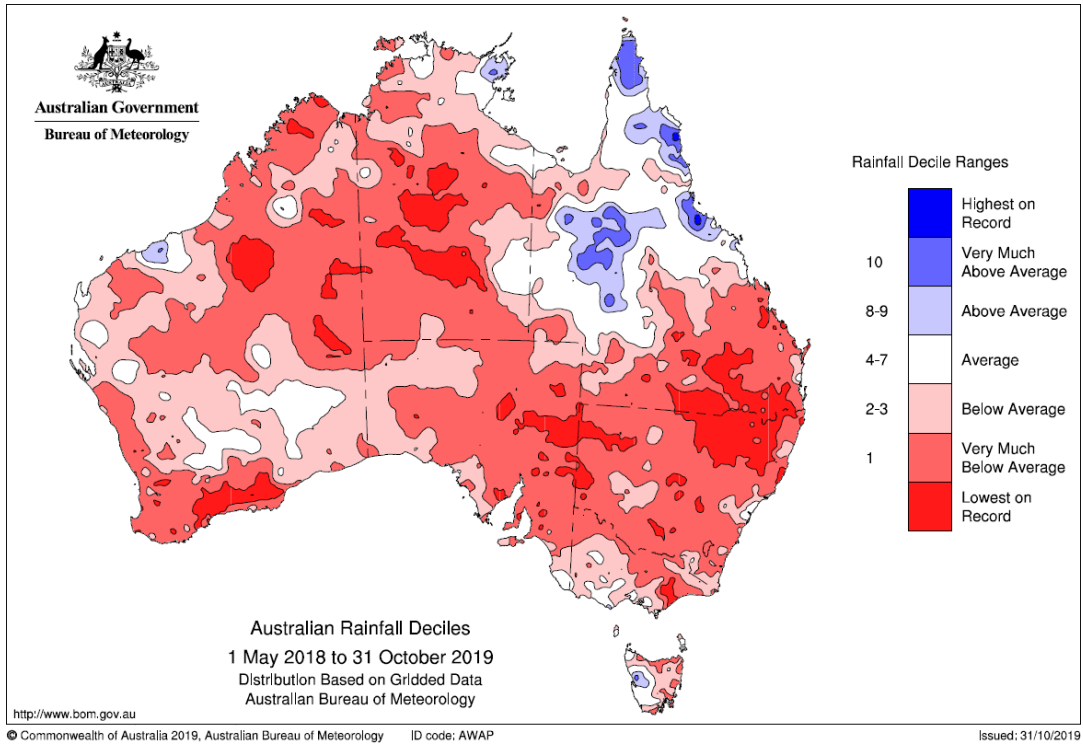 Australian Government
Bureau of Meteorology
Rainfall Decile Ranges
Highest on
Record
10
Very Much
Above Average
8-9
Above Average
4-7
Average
2-3
Below Average
1
Very Much
Below Average
Lowest on
Record
Australian Rainfall Deciles
1 May 2018 to 31 October 2019
Distribution Based on Gridded Data
Australian Bureau of Meteorology
http://www.bom.gov.au
© Commonwealth of Australia 2019, Australian Bureau of Meteorology
ID code: AWAP
Issued: 31/10/2019